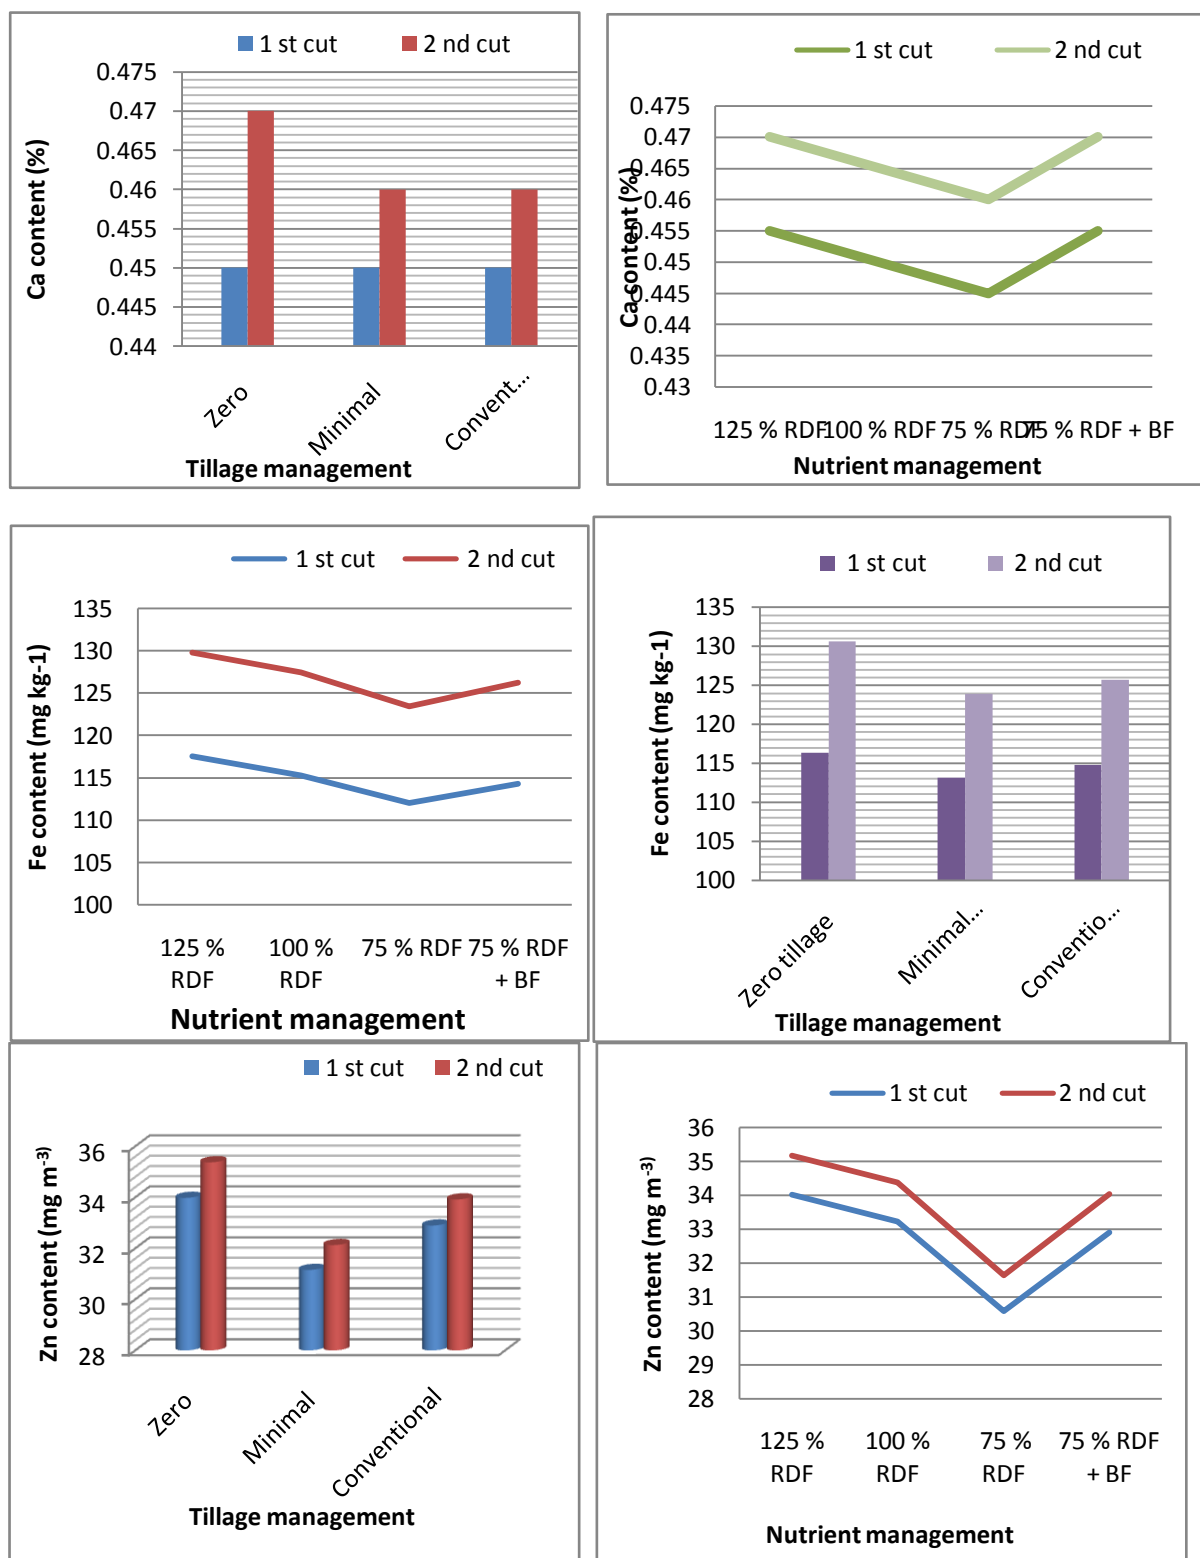 1 st cut 2 nd cut
0.475
0.47
0.465
0.46
0.455
0.45
0.445
0.44
Ca content (%)
Zero
Minimal
Convent...
Tillage management
1 st cut 2 nd cut
0.475
0.47
0.465
0.46
0.455
0.45
0.445
0.44
0.435
0.43
Ca content (%)
125 % RDF 100 % RDF 75 % RDF 75 % RDF + BF
Nutrient management
1 st cut 2 nd cut
135
130
125
120
115
110
105
100
Fe content (mg kg-1)
125 % 100 % 75 % RDF 75 % RDF
RDF RDF + BF
Nutrient management
1 st cut 2 nd cut
135
130
125
120
115
110
105
100
Fe content (mg kg-1)
Zero tillage
Minimal...
Conventio...
Tillage management
1 st cut 2 nd cut
36
34
32
30
28
Zn content (mg m-3)
Zero
Minimal
Conventional
Tillage management
1 st cut 2 nd cut
36
35
34
33
32
31
30
29
28
Zn content (mg m-3)
125 % 100 % 75 % 75 % RDF
RDF RDF RDF + BF
Nutrient management